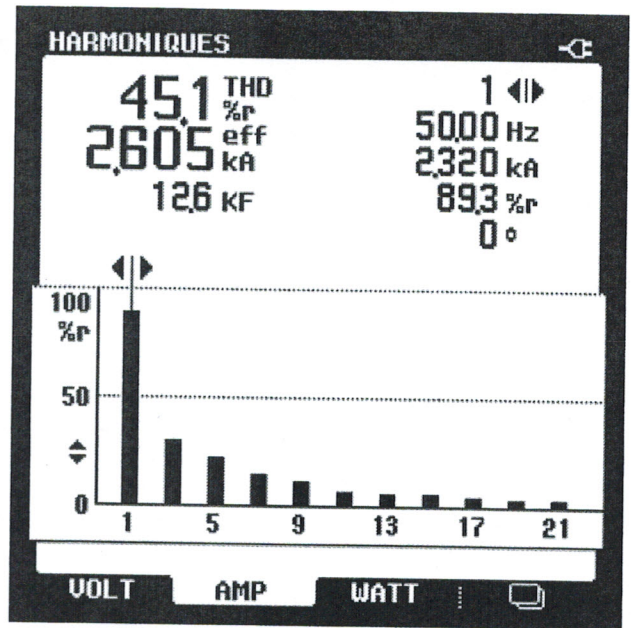 HARMONIQUES
45,1 THD %r
2,605 eff kA
12,6 KF
1
50,00 Hz
2,320 kA
89,3 %r
0 °
100
%r
50
0
1 5 9 13 17 21
VOLT AMP WATT